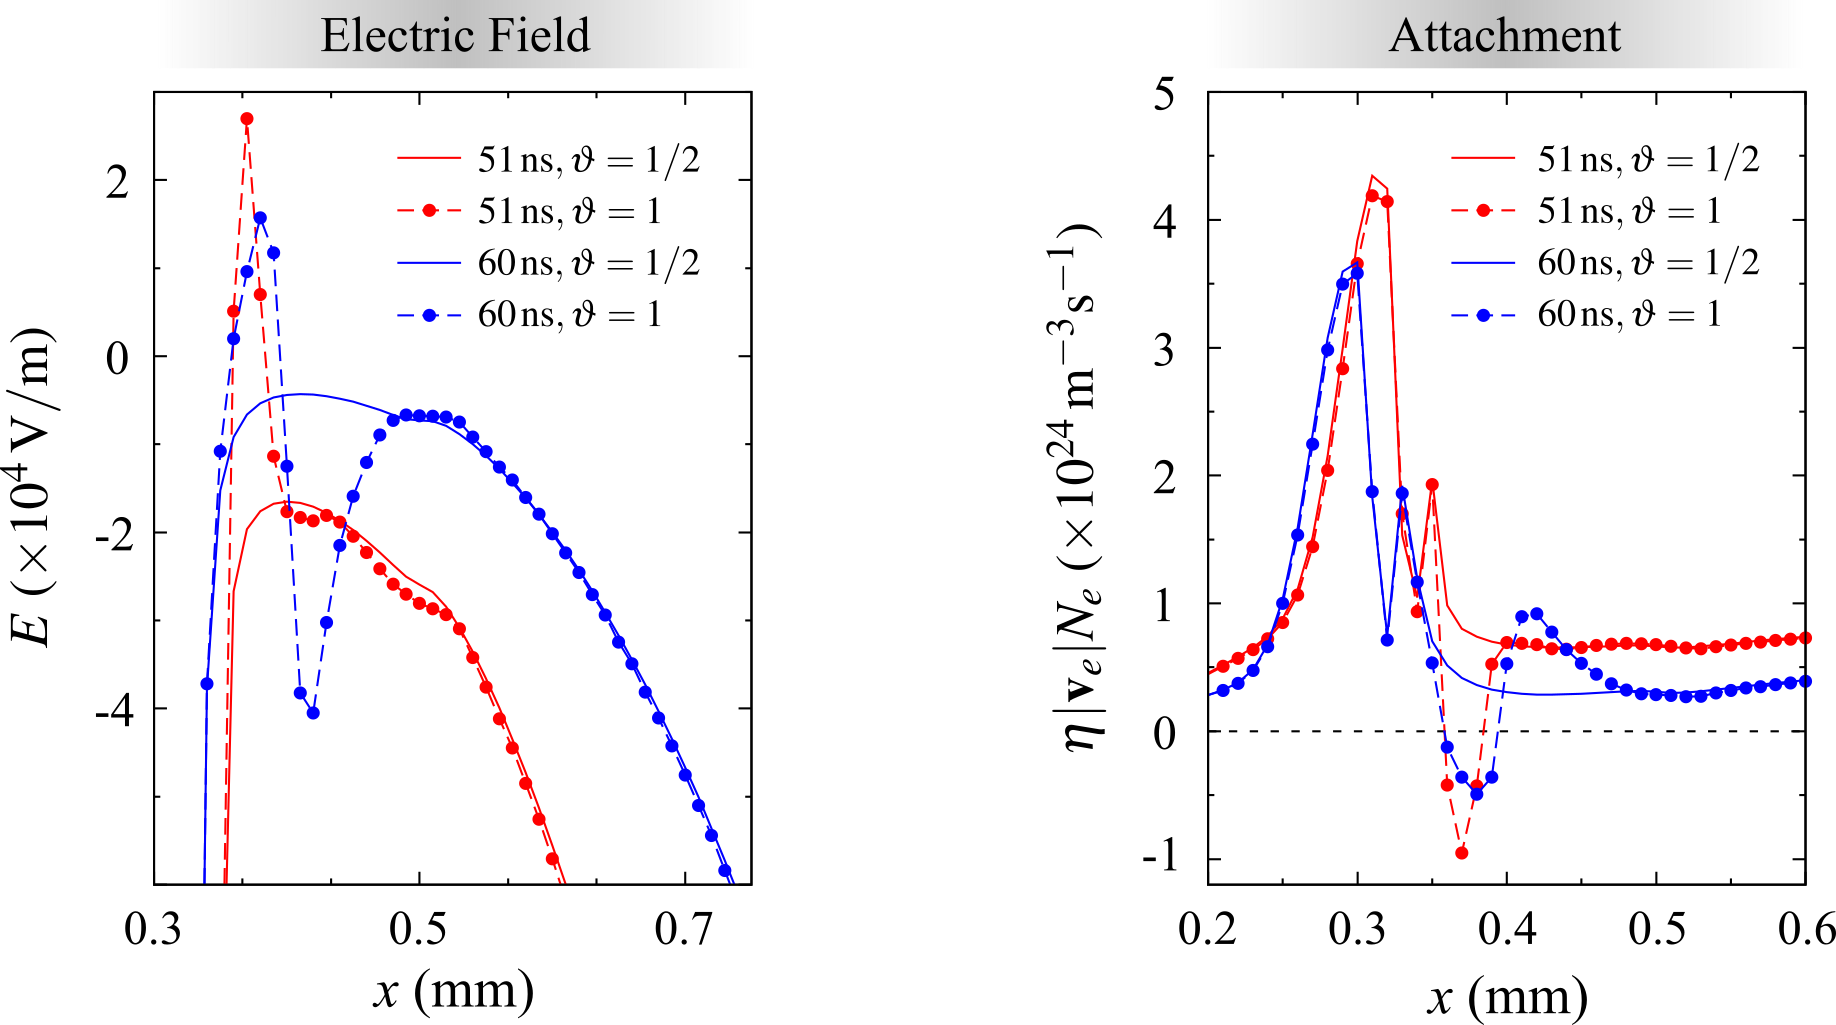 Electric Field
E (×10⁴ V/m)
2
0
-2
-4
51 ns, ϑ = 1/2
51 ns, ϑ = 1
60 ns, ϑ = 1/2
60 ns, ϑ = 1
0.3 0.5 0.7
x (mm)
Attachment
η|vₑ|Nₑ (×10²⁴ m⁻³s⁻¹)
5
4
3
2
1
0
-1
51 ns, ϑ = 1/2
51 ns, ϑ = 1
60 ns, ϑ = 1/2
60 ns, ϑ = 1
0.2 0.3 0.4 0.5 0.6
x (mm)